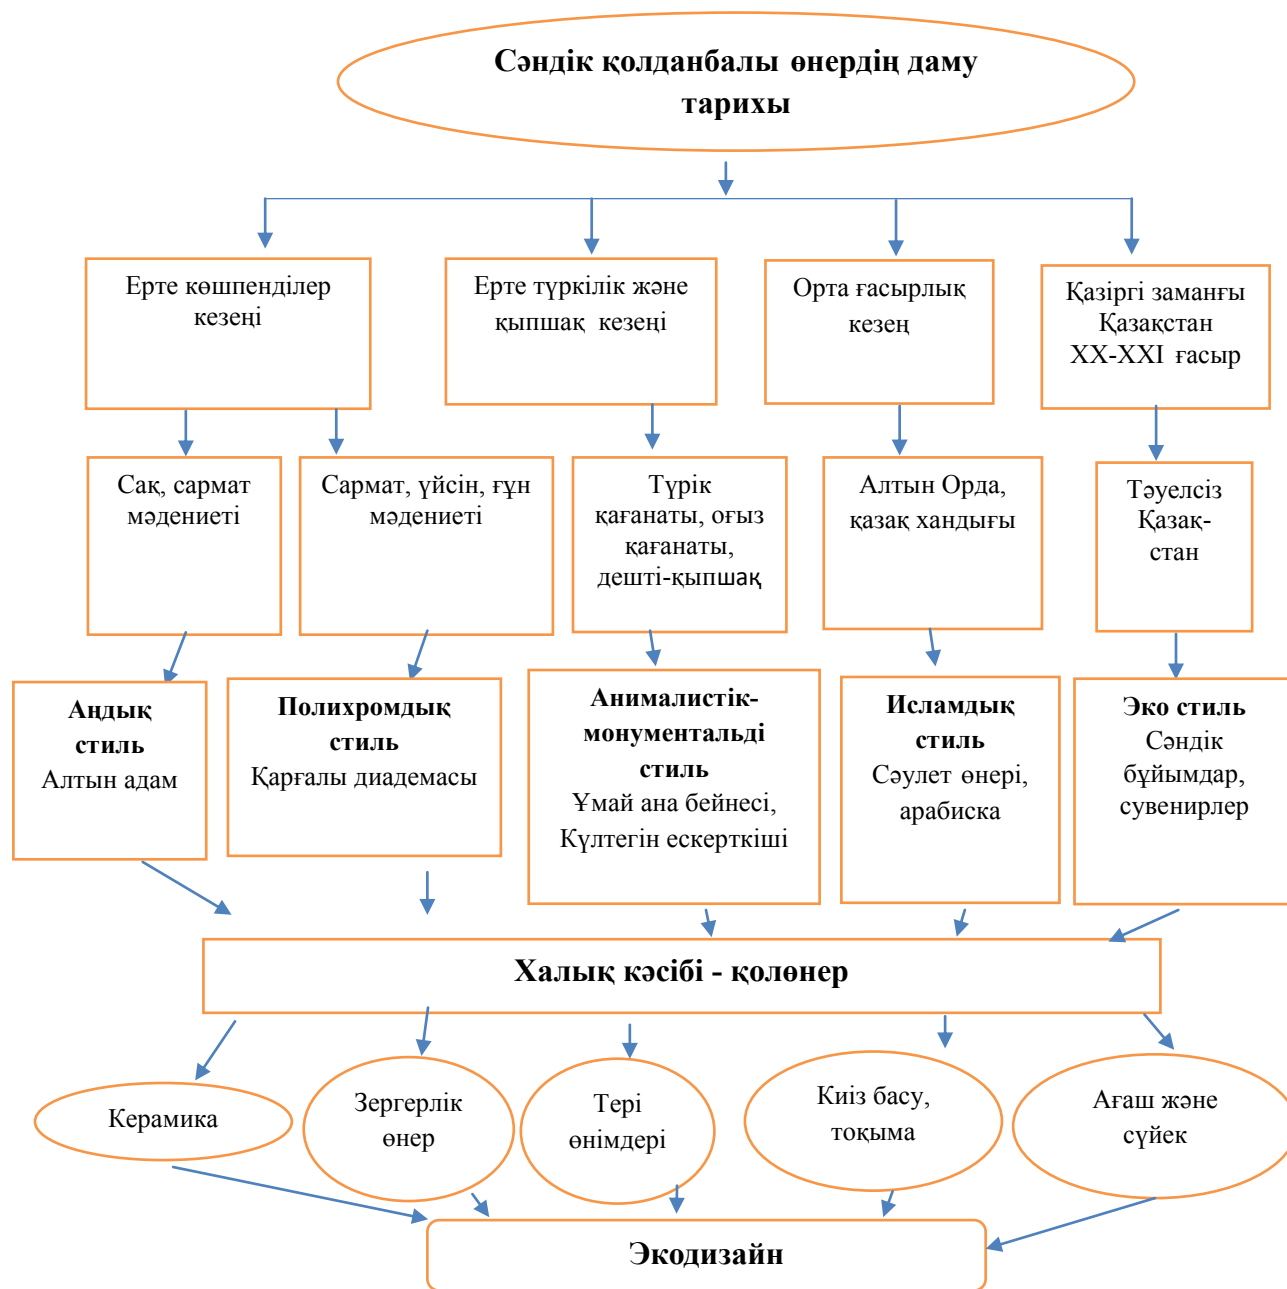 Сәндік қолданбалы өнердің даму
тарихы
Ерте көшпенділер
кезеңі
Ерте түркілік және
қыпшақ кезеңі
Орта ғасырлық
кезең
Қазіргі заманғы
Қазақстан
XX-XXI ғасыр
Сақ, сармат
мәдениеті
Сармат, үйсін, ғұн
мәдениеті
Түрік
қағанаты, оғыз
қағанаты,
дешті-қыпшақ
Алтын Орда,
қазақ хандығы
Тәуелсіз
Қазақ-
стан
Аңдық
стиль
Алтын адам
Полихромдық
стиль
Қарғалы диадемасы
Анималистік-
монументальді
стиль
Ұмай ана бейнесі,
Күлтегін ескерткіші
Исламдық
стиль
Сәулет өнері,
арабиска
Эко стиль
Сәндік
бұйымдар,
сувенирлер
Халық кәсібі - қолөнер
Керамика
Зергерлік
өнер
Тері
өнімдері
Киіз басу,
тоқыма
Ағаш және
сүйек
Экодизайн